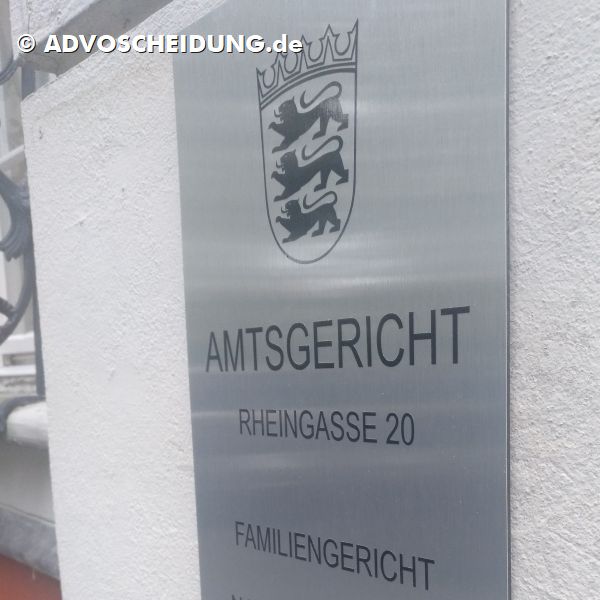 © ADVOSCHEIDUNG.de
AMTSGERICHT
RHEINGASSE 20
FAMILIENGERICHT